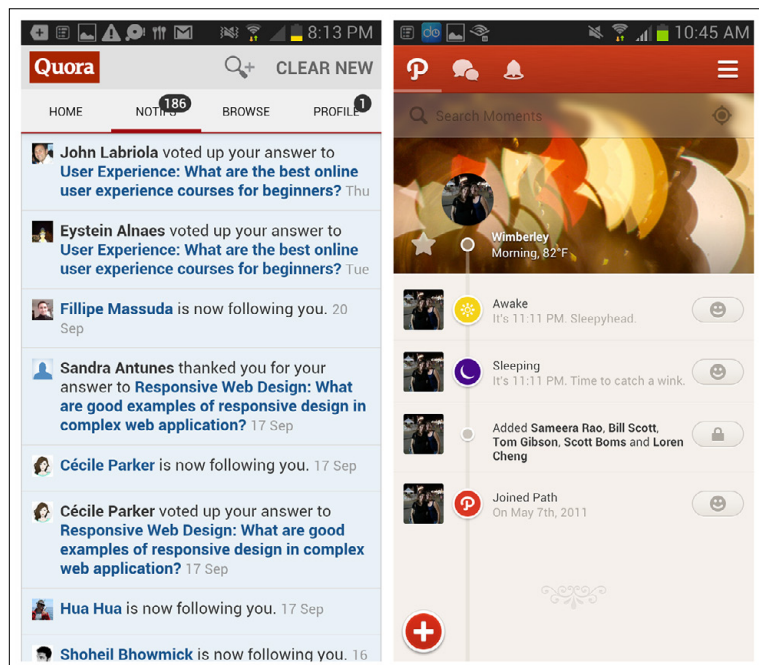 8:13 PM
Quora
CLEAR NEW
HOME
NOTIFS
186
BROWSE
PROFILE
1
John Labriola voted up your answer to
User Experience: What are the best online
user experience courses for beginners? Thu
Eystein Alnaes voted up your answer to
User Experience: What are the best online
user experience courses for beginners? Tue
Fillipe Massuda is now following you. 20
Sep
Sandra Antunes thanked you for your
answer to Responsive Web Design: What
are good examples of responsive design in
complex web application? 17 Sep
Cécile Parker is now following you. 17 Sep
Cécile Parker voted up your answer to
Responsive Web Design: What are good
examples of responsive design in complex
web application? 17 Sep
Hua Hua is now following you. 17 Sep
Shoheil Bhowmick is now following you. 16
10:45 AM
Search Moments
Wimberley
Morning, 82°F
Awake
It's 11:11 PM. Sleepyhead.
Sleeping
It's 11:11 PM. Time to catch a wink.
Added Sameera Rao, Bill Scott,
Tom Gibson, Scott Boms and Loren
Cheng
Joined Path
On May 7th, 2011